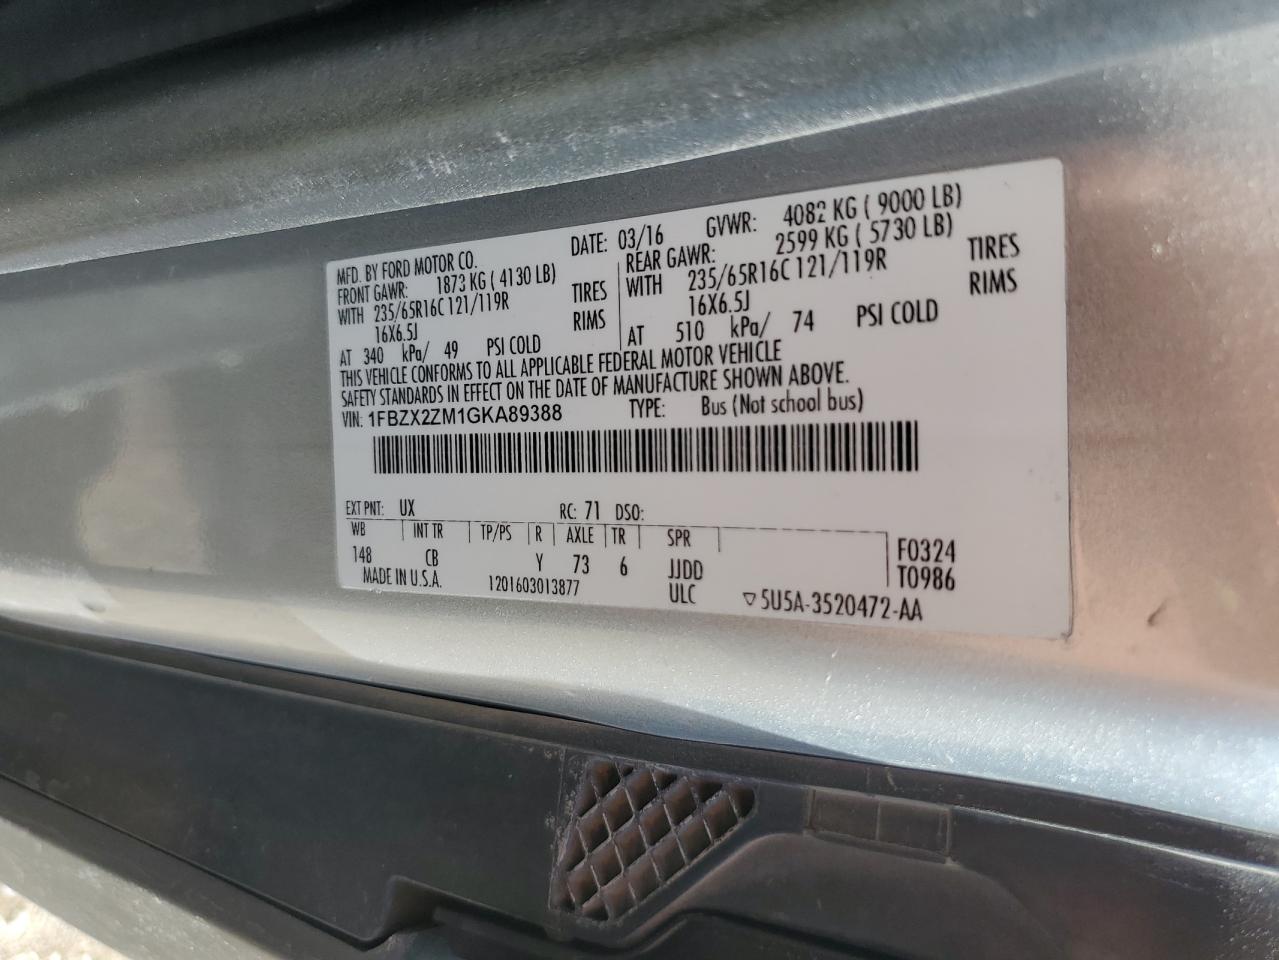 MFD. BY FORD MOTOR CO. DATE: 03/16 GVWR: 4082 KG ( 9000 LB)
FRONT GAWR: 1873 KG ( 4130 LB) REAR GAWR: 2599 KG ( 5730 LB)
WITH 235/65R16C 121/119R TIRES WITH 235/65R16C 121/119R TIRES
16X6.5J RIMS 16X6.5J RIMS
AT 340 kPa/ 49 PSI COLD AT 510 kPa/ 74 PSI COLD
THIS VEHICLE CONFORMS TO ALL APPLICABLE FEDERAL MOTOR VEHICLE
SAFETY STANDARDS IN EFFECT ON THE DATE OF MANUFACTURE SHOWN ABOVE.
VIN: 1FBZX2ZM1GKA89388 TYPE: Bus (Not school bus)
EXT PNT: UX RC: 71 DSO:
WB INT TR TP/PS R AXLE TR SPR
148 CB Y 73 6 JJDD F0324
MADE IN U.S.A. 1201603013877 ULC T0986
▽ 5U5A-3520472-AA